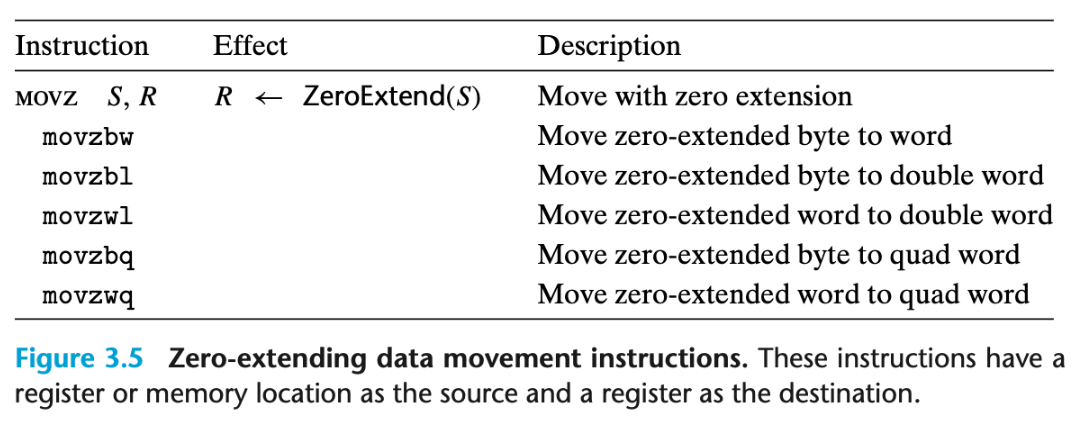 Instruction Effect Description
MOVZ S, R R ← ZeroExtend(S) Move with zero extension
movzbw Move zero-extended byte to word
movzbl Move zero-extended byte to double word
movzwl Move zero-extended word to double word
movzbq Move zero-extended byte to quad word
movzwq Move zero-extended word to quad word
Figure 3.5 Zero-extending data movement instructions. These instructions have a
register or memory location as the source and a register as the destination.